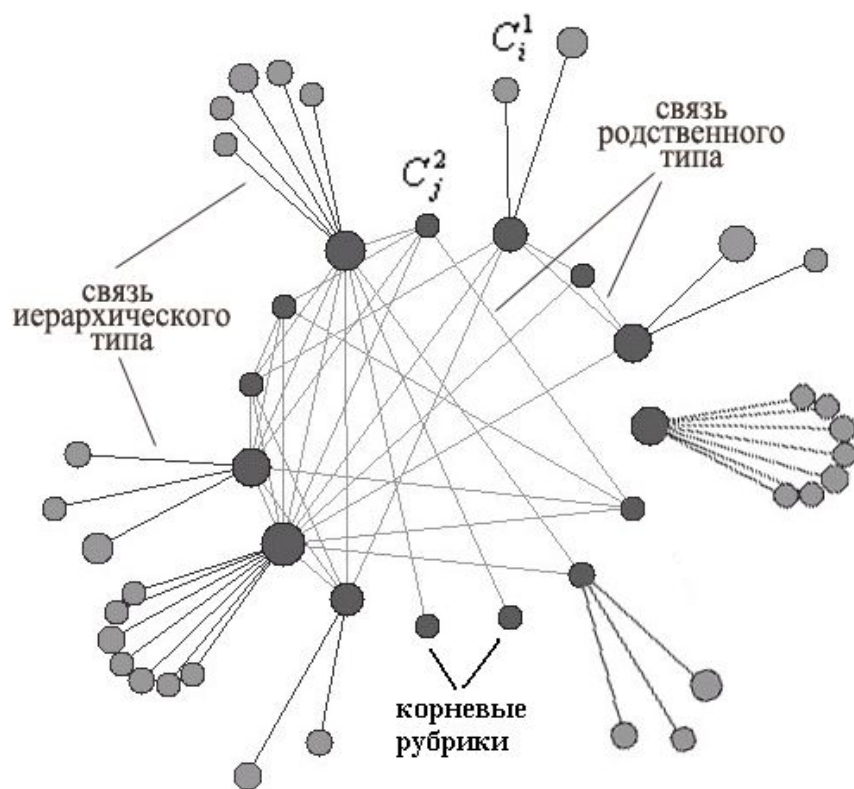 C_i^1
связь
родственного
типа
C_j^2
связь
иерархического
типа
корневые
рубрики